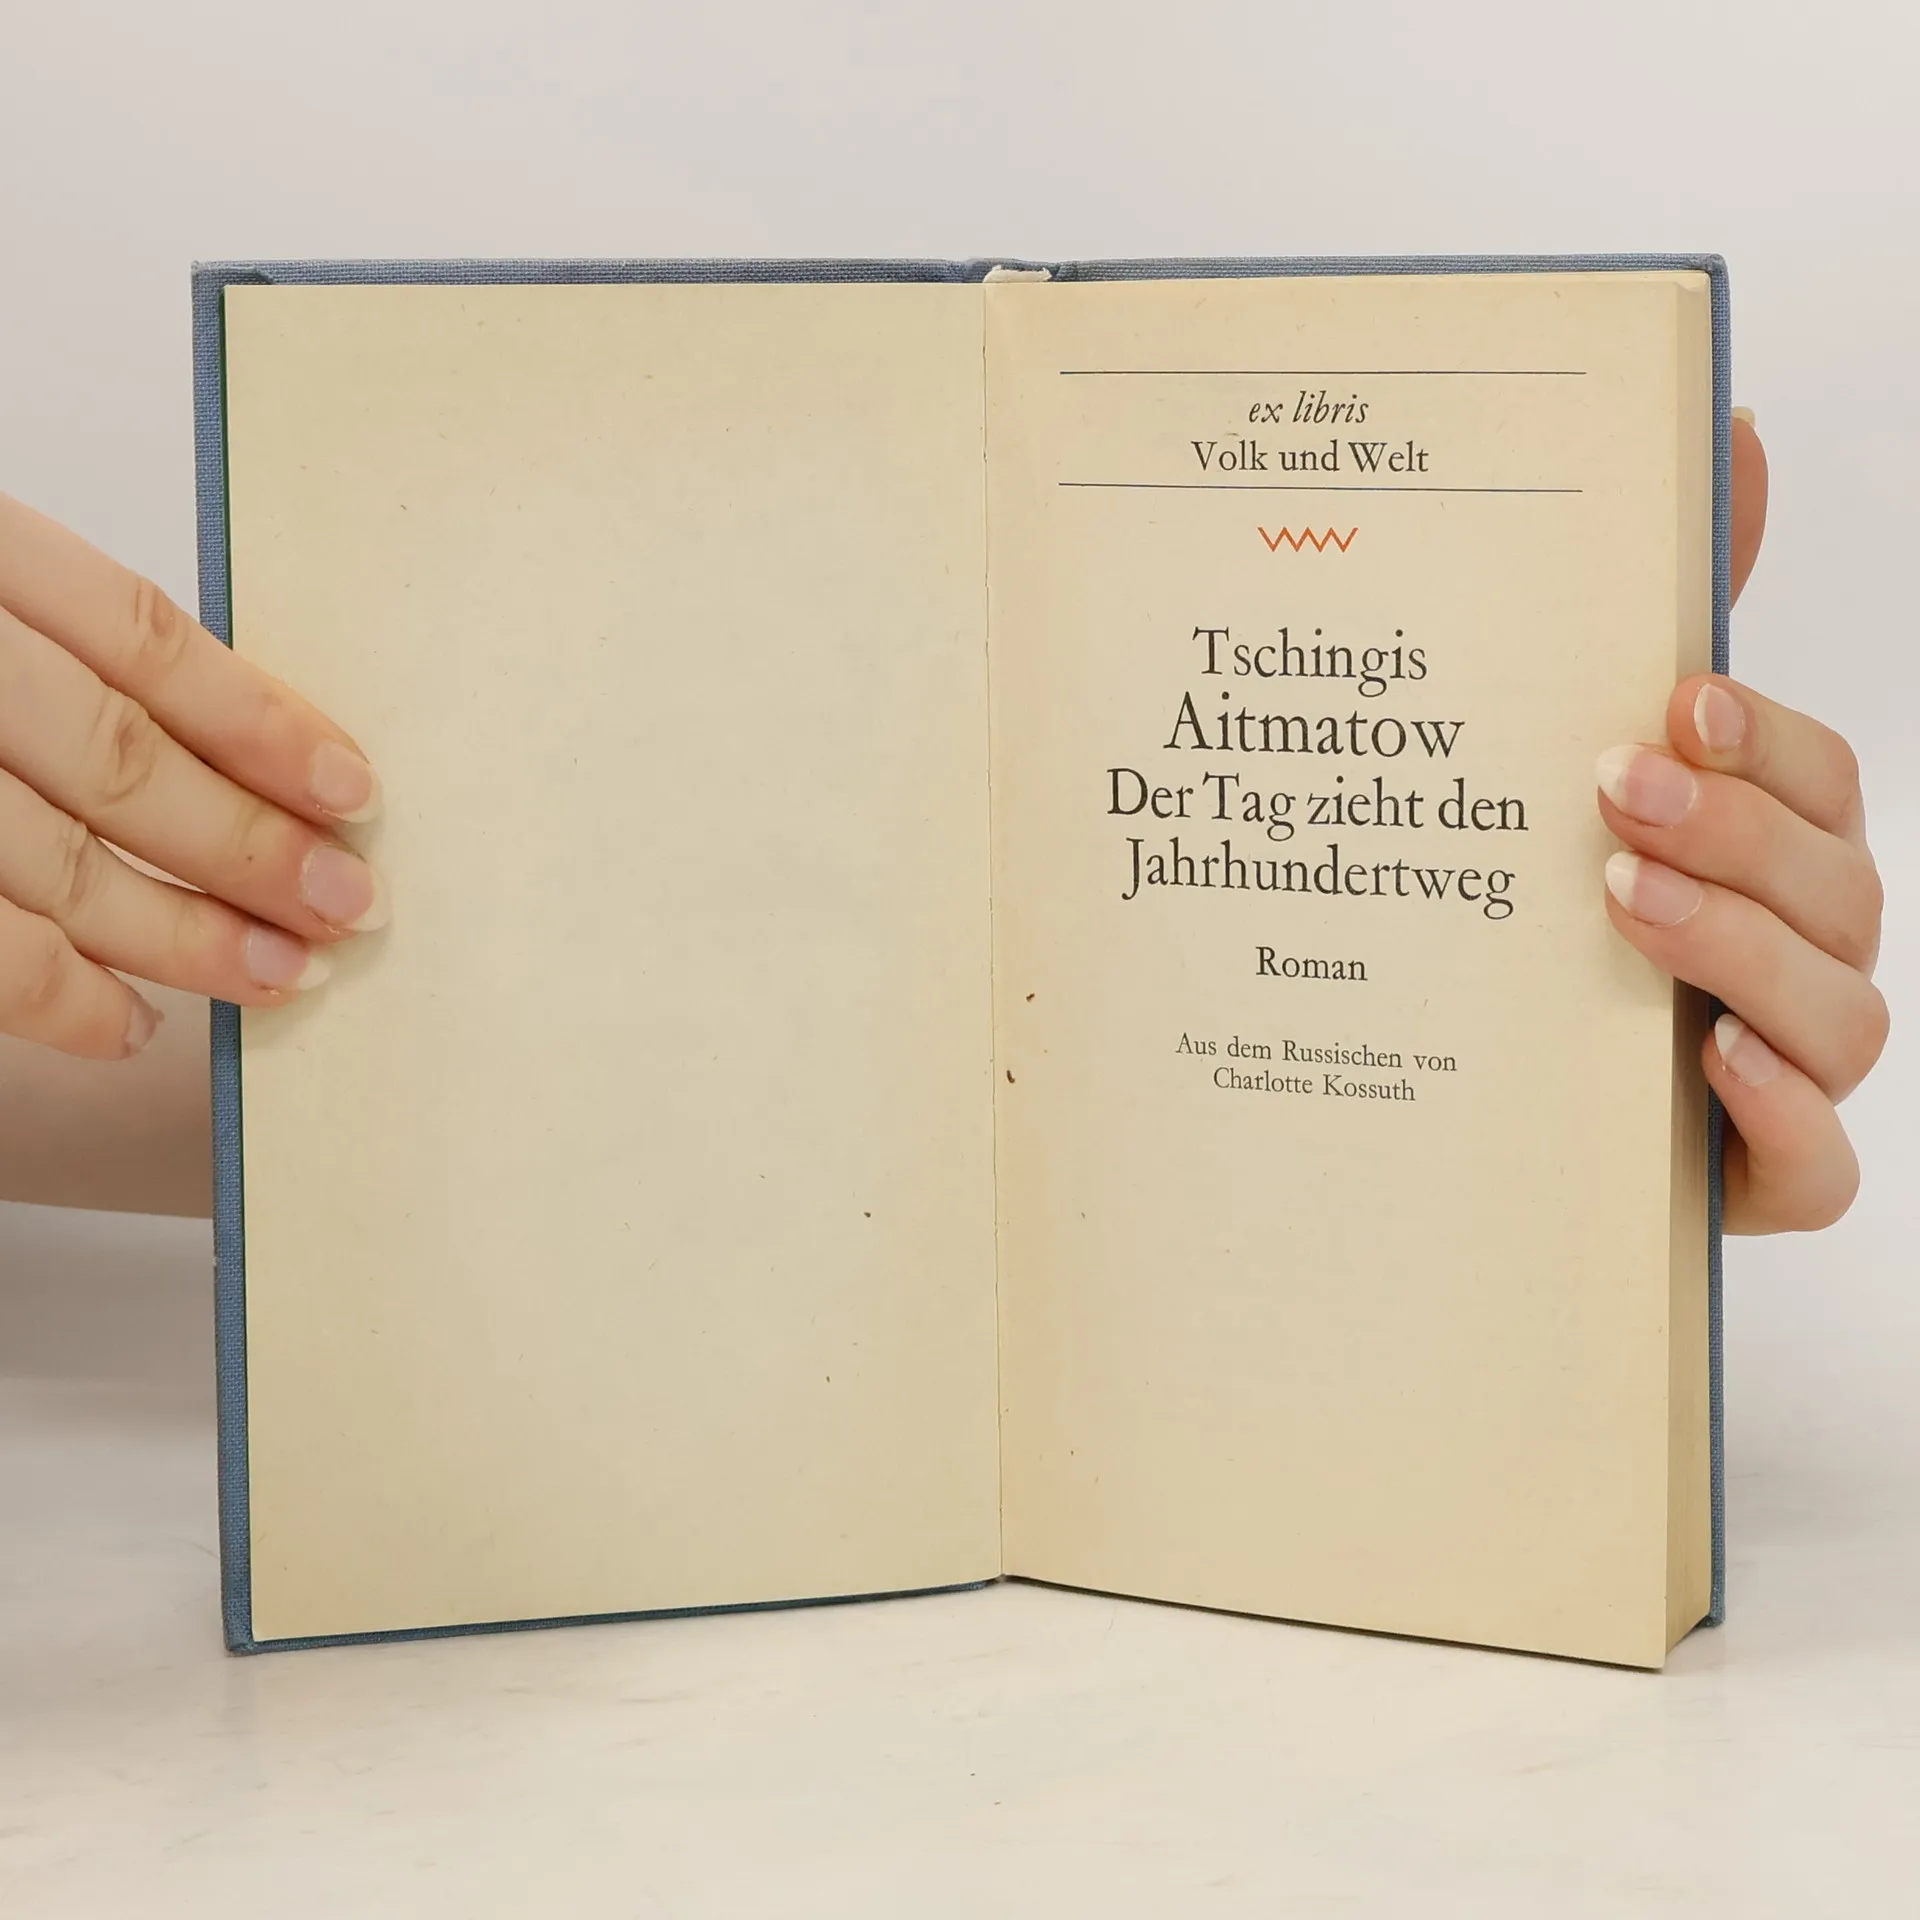 ex libris
Volk und Welt
Tschingis
Aitmatow
Der Tag zieht den
Jahrhundertweg
Roman
Aus dem Russischen von
Charlotte Kossuth